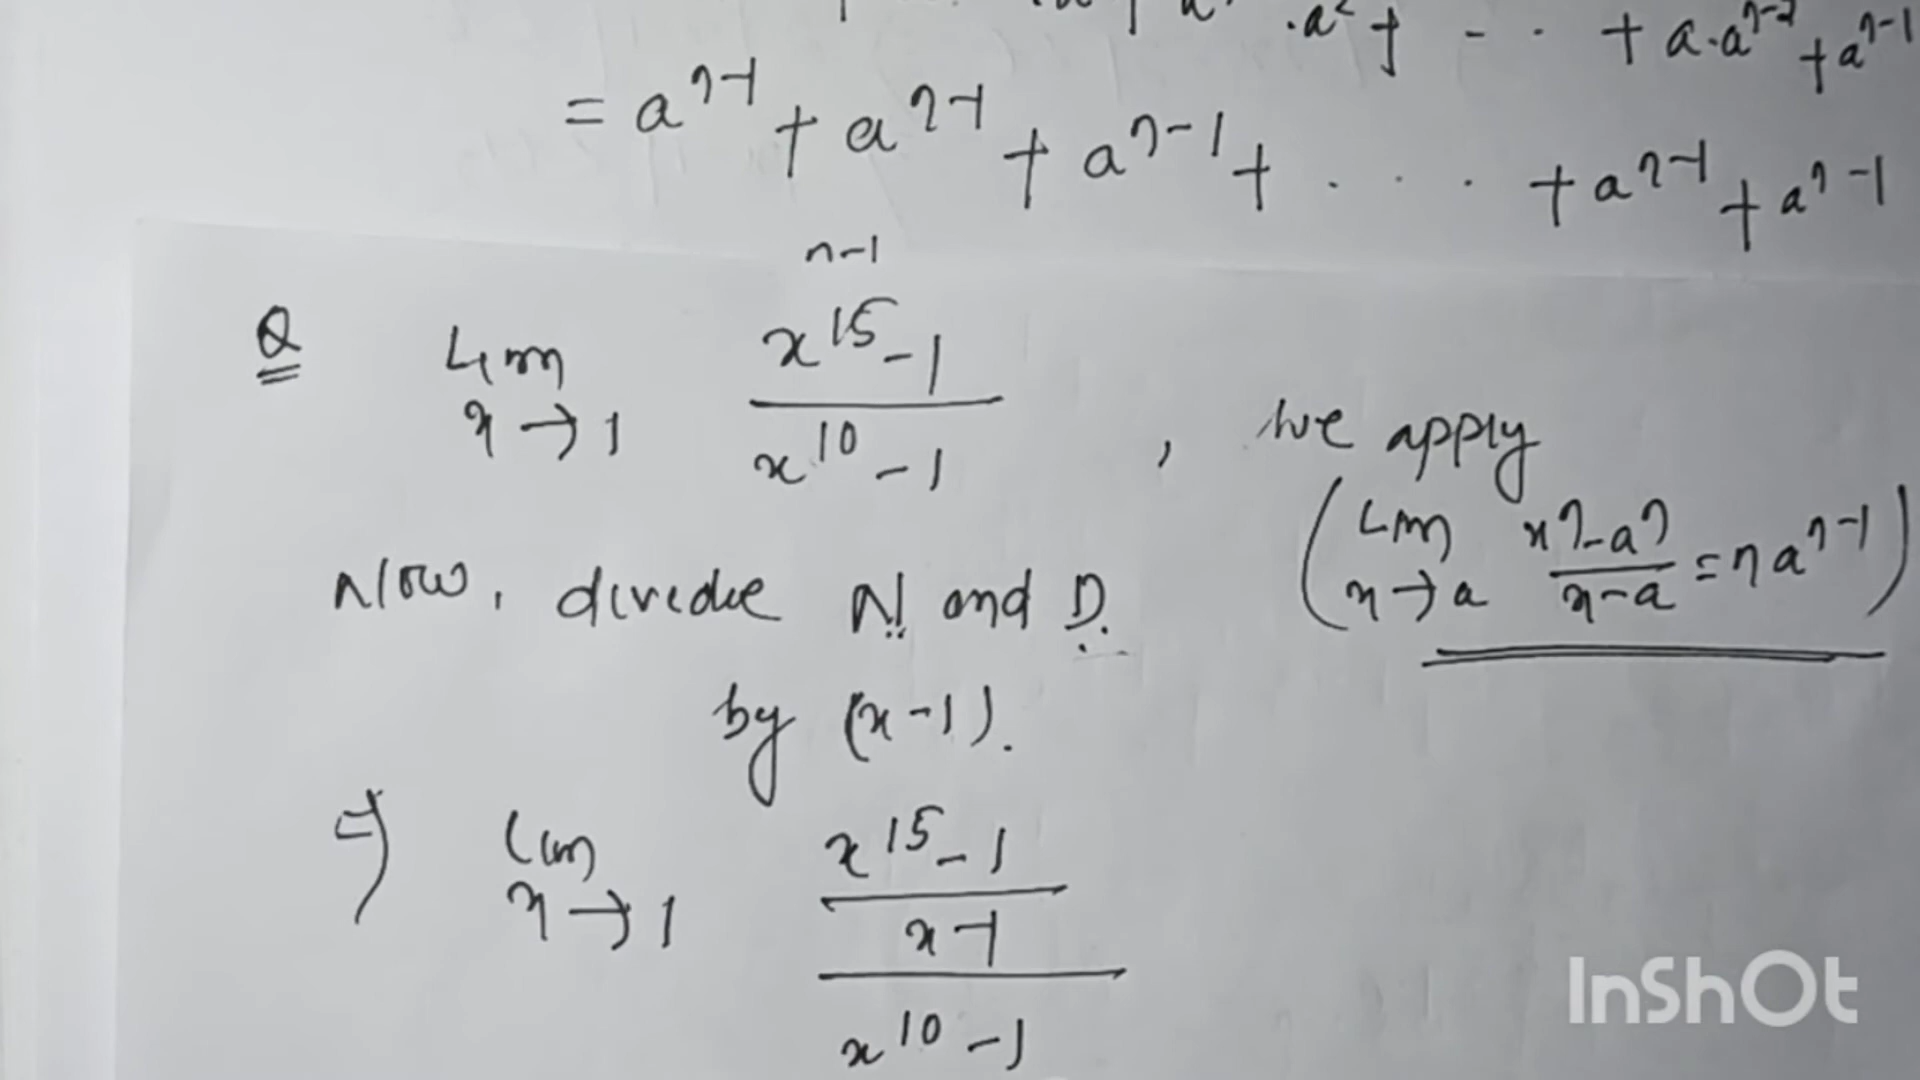 · a² + - · · + a·aⁿ⁻² + aⁿ⁻¹
= aⁿ⁻¹ + aⁿ⁻¹ + aⁿ⁻¹ + · · · + aⁿ⁻¹ + aⁿ⁻¹
n-1
Q Lim x→1 (x¹⁵-1)/(x¹⁰-1) , we apply
(Lim x→a (xⁿ-aⁿ)/(x-a) = n aⁿ⁻¹)
Now, divide N and D.
by (x-1).
⇒ Lim x→1 x¹⁵-1
x-1
x¹⁰-1
InShOt